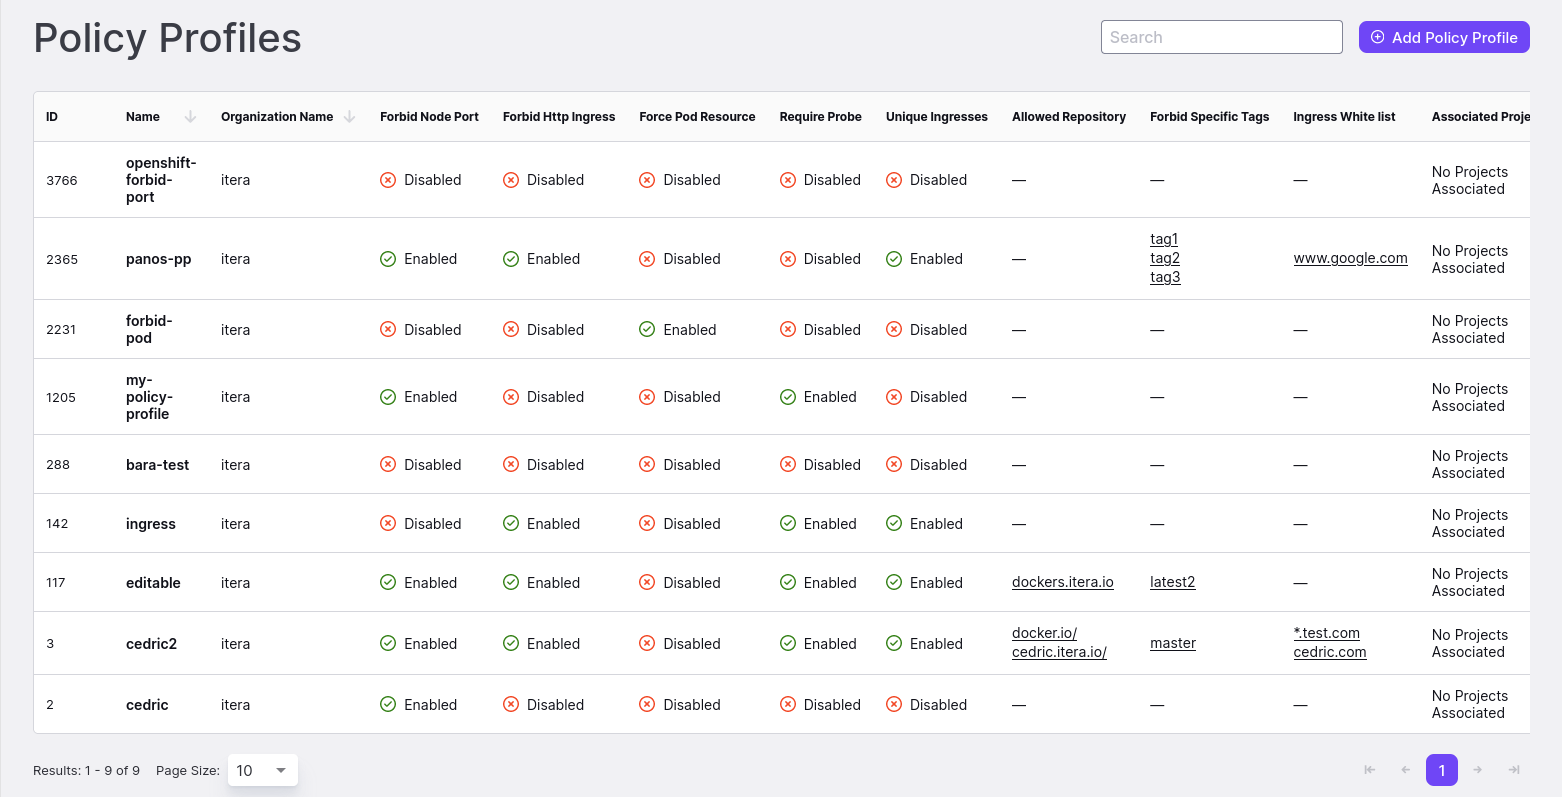 Policy Profiles
Search
Add Policy Profile
ID Name Organization Name Forbid Node Port Forbid Http Ingress Force Pod Resource Require Probe Unique Ingresses Allowed Repository Forbid Specific Tags Ingress White list Associated Proje
3766 openshift-forbid-port itera Disabled Disabled Disabled Disabled Disabled — — — No Projects Associated
2365 panos-pp itera Enabled Enabled Disabled Disabled Enabled — tag1 tag2 tag3 www.google.com No Projects Associated
2231 forbid-pod itera Disabled Disabled Enabled Disabled Disabled — — — No Projects Associated
1205 my-policy-profile itera Enabled Disabled Disabled Enabled Disabled — — — No Projects Associated
288 bara-test itera Disabled Disabled Disabled Disabled Disabled — — — No Projects Associated
142 ingress itera Disabled Enabled Disabled Enabled Enabled — — — No Projects Associated
117 editable itera Enabled Enabled Disabled Enabled Enabled dockers.itera.io latest2 — No Projects Associated
3 cedric2 itera Enabled Enabled Disabled Enabled Enabled docker.io/ cedric.itera.io/ master *.test.com cedric.com No Projects Associated
2 cedric itera Enabled Disabled Disabled Disabled Disabled — — — No Projects Associated
Results: 1 - 9 of 9 Page Size: 10 1